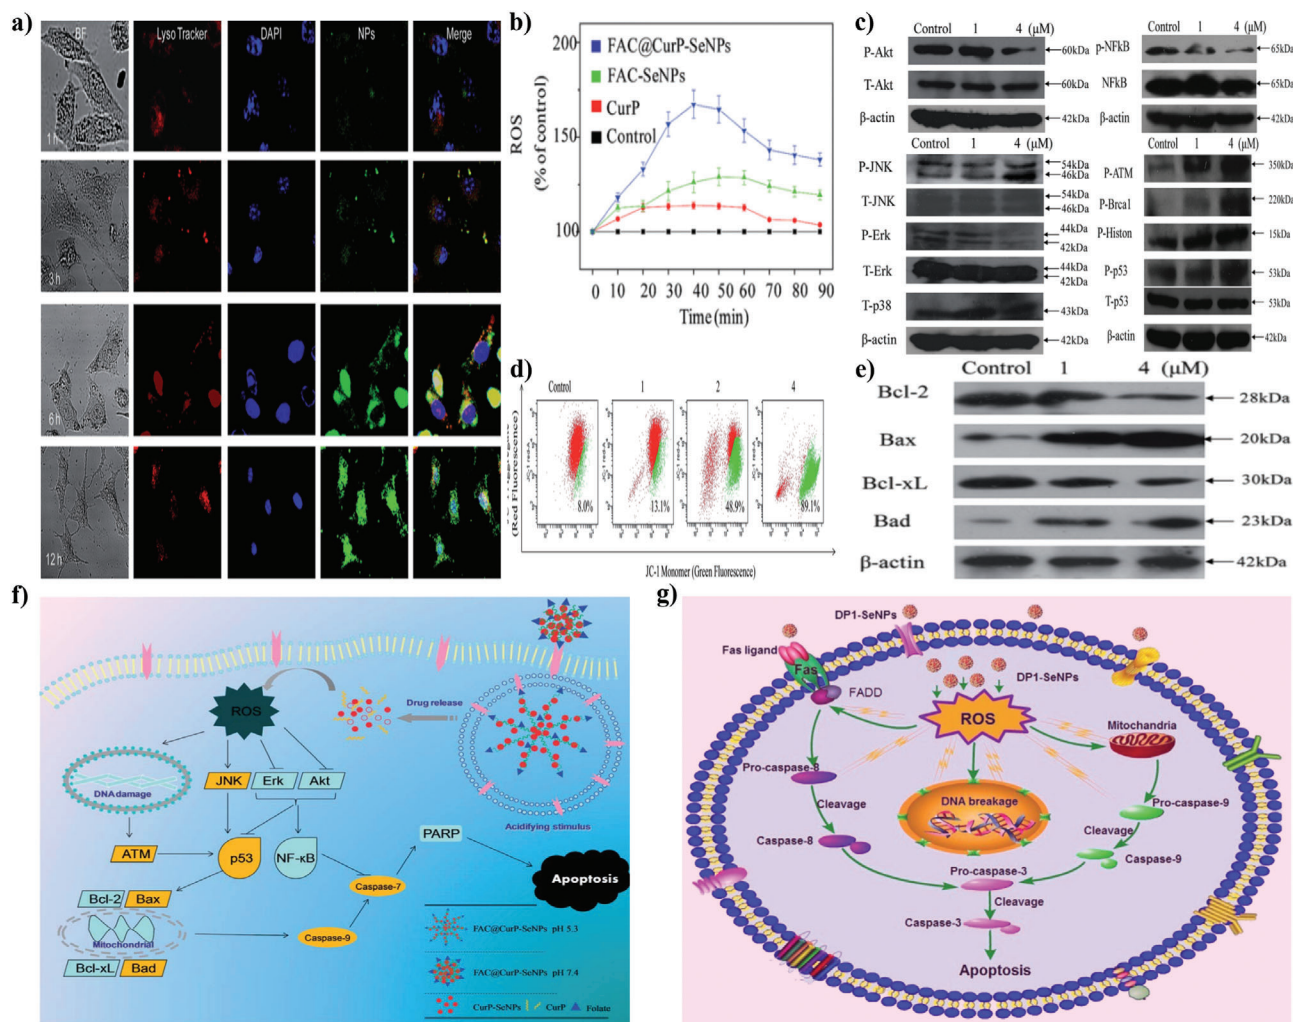 a)
BF
Lyso Tracker
DAPI
NPs
Merge
1 h
3 h
6 h
12 h
b)
ROS
(% of control)
200
150
100
FAC@CurP-SeNPs
FAC-SeNPs
CurP
Control
0 10 20 30 40 50 60 70 80 90
Time (min)
c)
Control 1 4 (μM)
P-Akt 60kDa
T-Akt 60kDa
β-actin 42kDa
Control 1 4 (μM)
P-JNK 54kDa
46kDa
T-JNK 54kDa
46kDa
P-Erk 44kDa
42kDa
T-Erk 44kDa
42kDa
T-p38 43kDa
β-actin 42kDa
Control 1 4 (μM)
p-NFkB 65kDa
NFkB 65kDa
β-actin 42kDa
Control 1 4 (μM)
P-ATM 350kDa
P-Brca1 220kDa
P-Histon 15kDa
P-p53 53kDa
T-p53 53kDa
β-actin 42kDa
d)
Control 1 2 4
(Red Fluorescence)
8.0% 13.1% 48.9% 89.1%
JC-1 Monomer (Green Fluorescence)
e)
Control 1 4 (μM)
Bcl-2 28kDa
Bax 20kDa
Bcl-xL 30kDa
Bad 23kDa
β-actin 42kDa
f)
ROS
Drug release
DNA damage
JNK Erk Akt
Acidifying stimulus
ATM
p53
NF-κB
PARP
Apoptosis
Caspase-7
Bcl-2 Bax
Mitochondrial
Caspase-9
Bcl-xL Bad
FAC@CurP-SeNPs pH 5.3
FAC@CurP-SeNPs pH 7.4
CurP-SeNPs CurP Folate
g)
DP1-SeNPs
Fas ligand
Fas
FADD
DP1-SeNPs
ROS
Mitochondria
Pro-caspase-8
DNA breakage
Pro-caspase-9
Cleavage
Cleavage
Caspase-8
Caspase-9
Pro-caspase-3
Cleavage
Caspase-3
Apoptosis